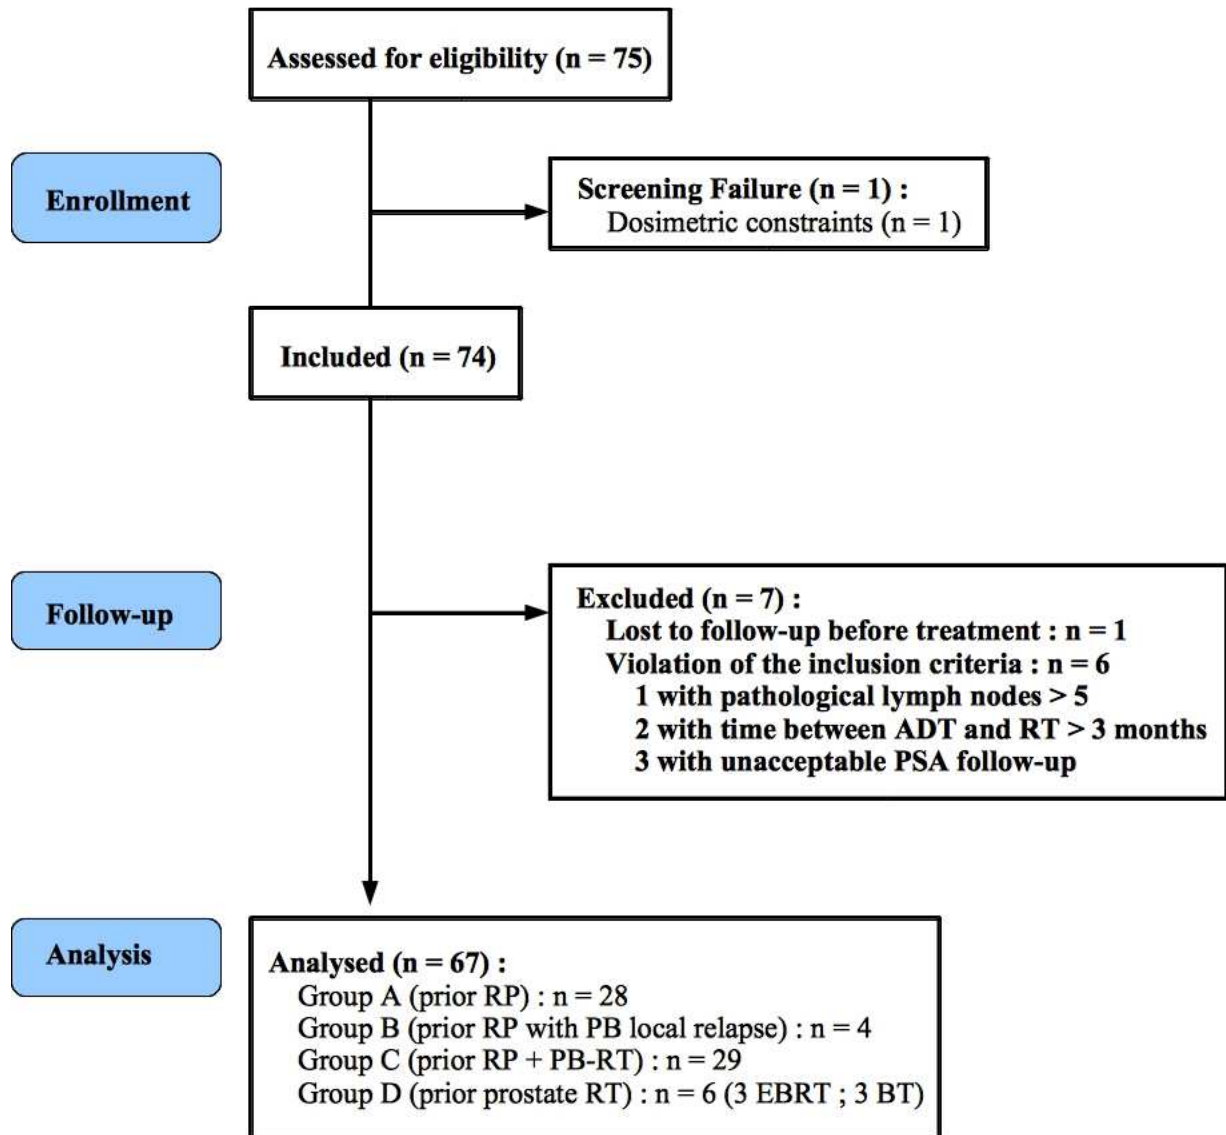 Assessed for eligibility (n = 75)
Enrollment
Screening Failure (n = 1) :
Dosimetric constraints (n = 1)
Included (n = 74)
Follow-up
Excluded (n = 7) :
Lost to follow-up before treatment : n = 1
Violation of the inclusion criteria : n = 6
1 with pathological lymph nodes > 5
2 with time between ADT and RT > 3 months
3 with unacceptable PSA follow-up
Analysis
Analysed (n = 67) :
Group A (prior RP) : n = 28
Group B (prior RP with PB local relapse) : n = 4
Group C (prior RP + PB-RT) : n = 29
Group D (prior prostate RT) : n = 6 (3 EBRT ; 3 BT)